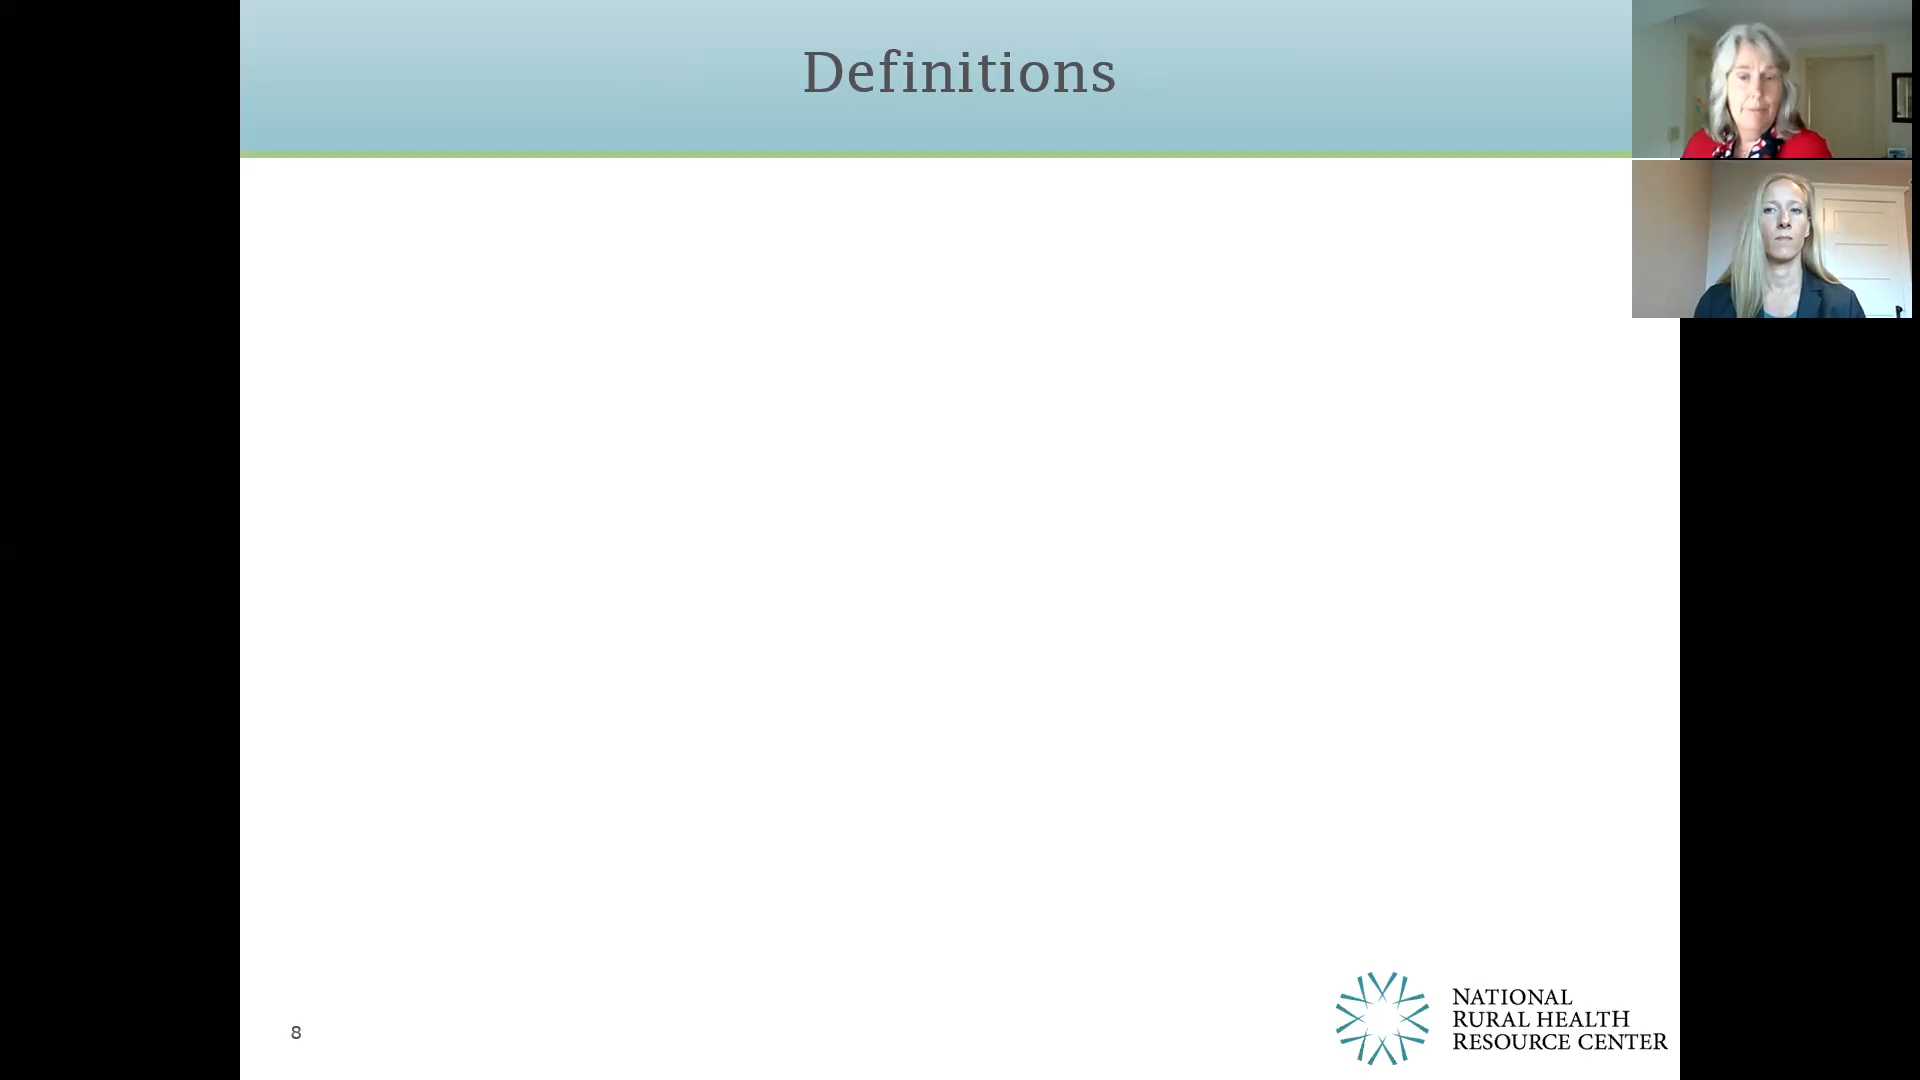 Definitions
8
NATIONAL
RURAL HEALTH
RESOURCE CENTER